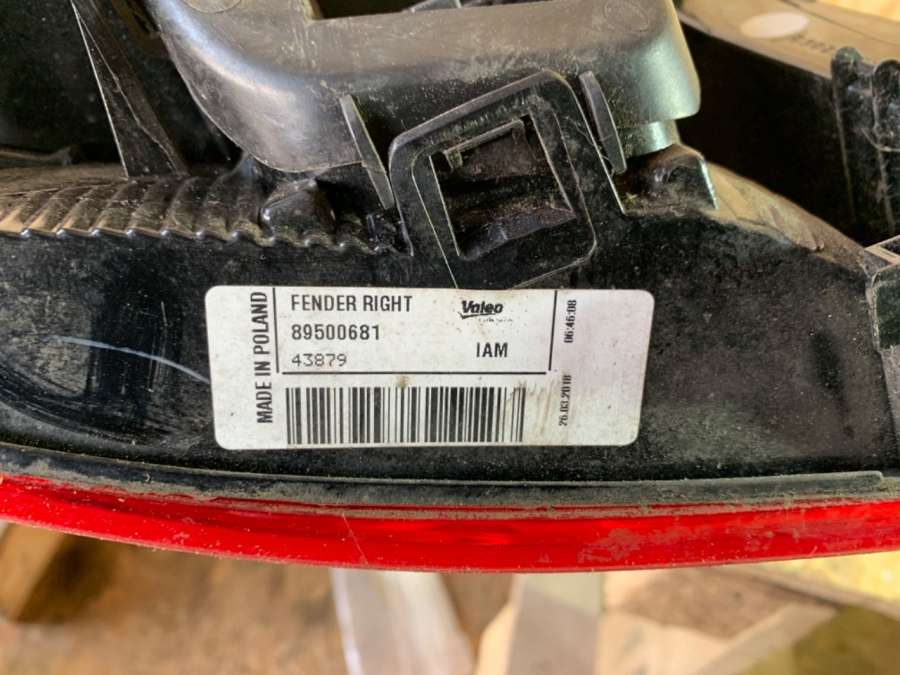 MADE IN POLAND
FENDER RIGHT
Valeo
89500681
IAM
43879
06:46:08
26.03.2018